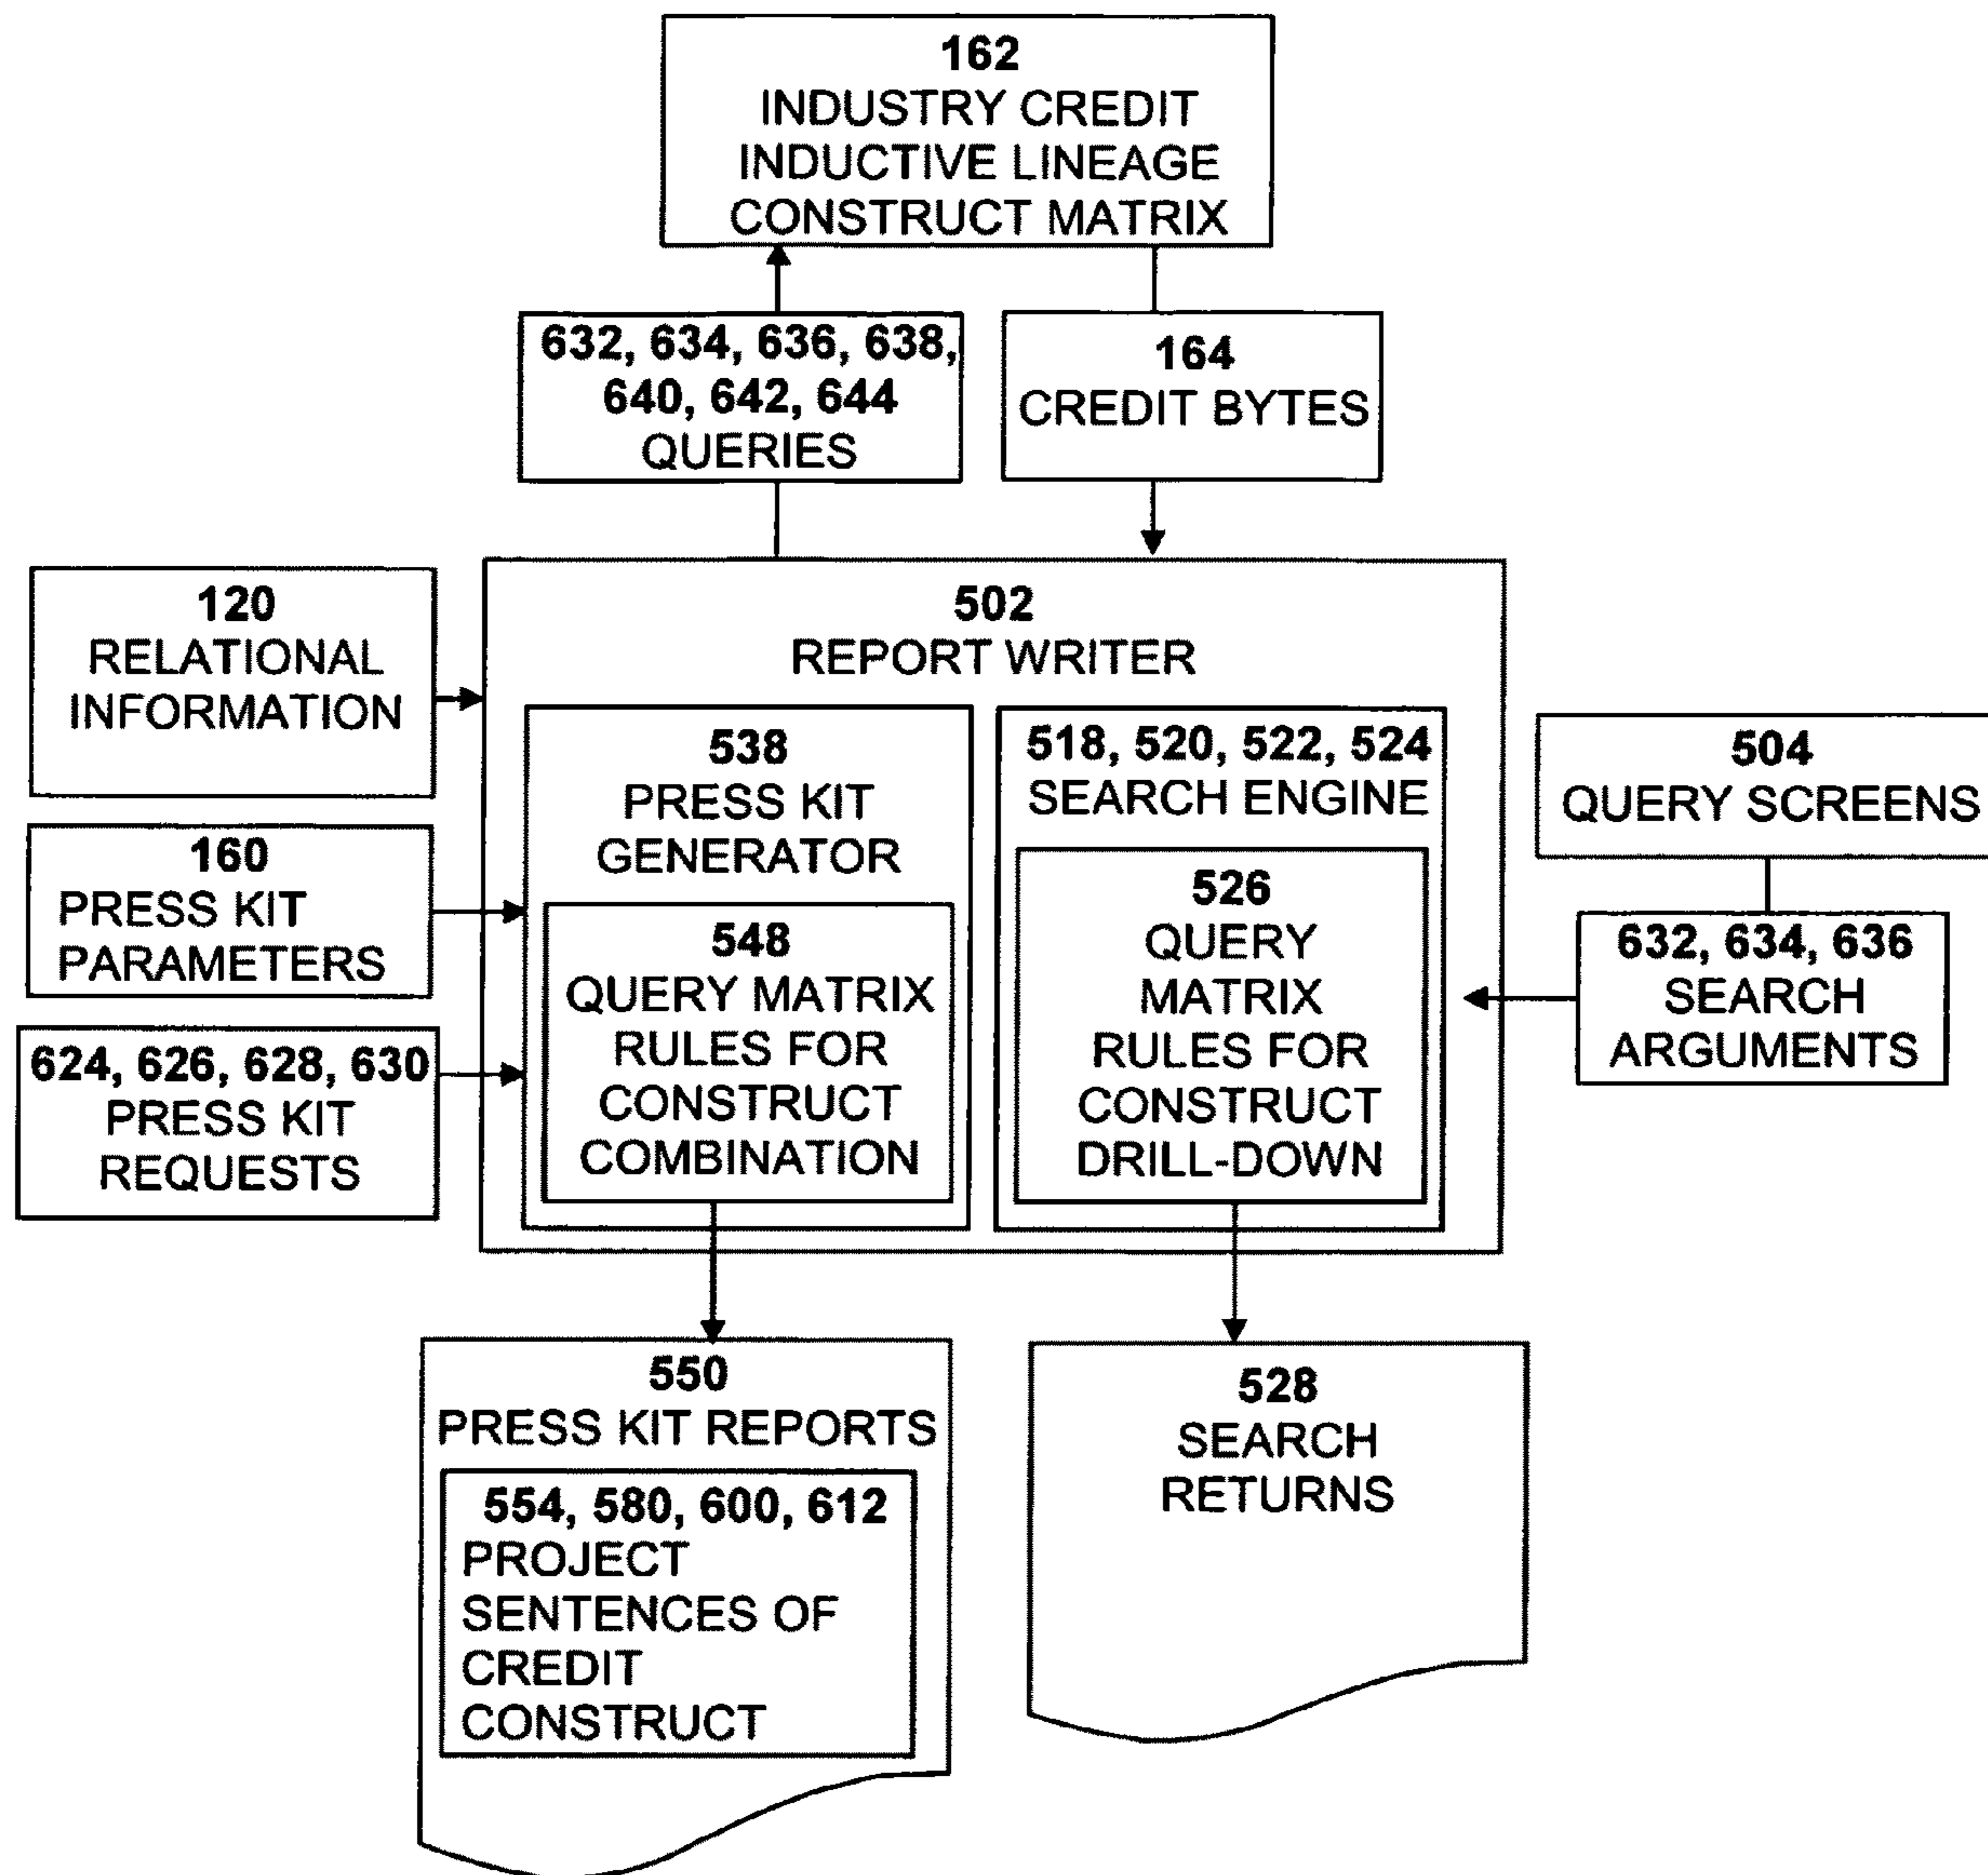 162
INDUSTRY CREDIT
INDUCTIVE LINEAGE
CONSTRUCT MATRIX
632, 634, 636, 638,
640, 642, 644
QUERIES
164
CREDIT BYTES
120
RELATIONAL
INFORMATION
502
REPORT WRITER
538
PRESS KIT
GENERATOR
518, 520, 522, 524
SEARCH ENGINE
504
QUERY SCREENS
160
PRESS KIT
PARAMETERS
548
QUERY MATRIX
RULES FOR
CONSTRUCT
COMBINATION
526
QUERY
MATRIX
RULES FOR
CONSTRUCT
DRILL-DOWN
632, 634, 636
SEARCH
ARGUMENTS
624, 626, 628, 630
PRESS KIT
REQUESTS
550
PRESS KIT REPORTS
554, 580, 600, 612
PROJECT
SENTENCES OF
CREDIT
CONSTRUCT
528
SEARCH
RETURNS